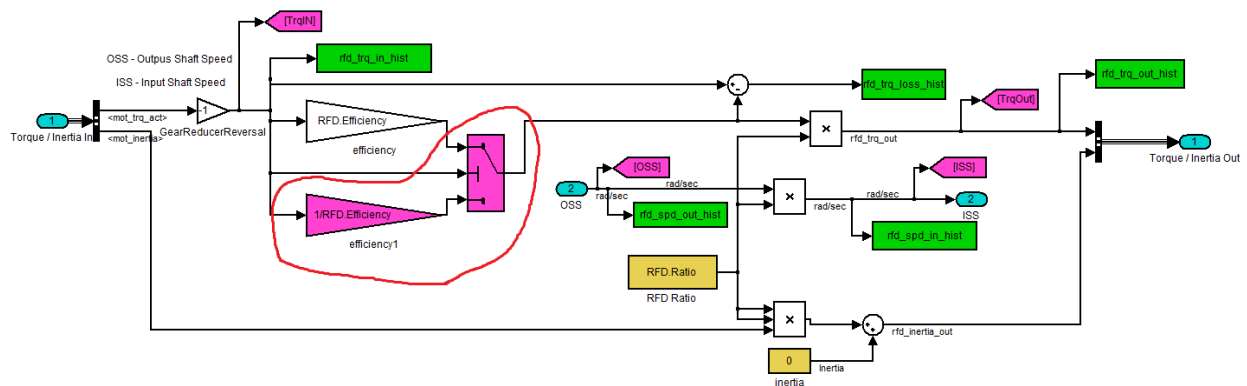 [TrqIN]
OSS - Outpus Shaft Speed
rfd_trq_in_hist
rfd_trq_out_hist
ISS - Input Shaft Speed
rfd_trq_loss_hist
[TrqOut]
1
<mot_trq_act>
-1
RFD.Efficiency
×
rfd_trq_out
Torque / Inertia In
<mot_inertia>
GearReducerReversal
efficiency
1
Torque / Inertia Out
[OSS]
[ISS]
2
rad/sec
rad/sec
rad/sec
×
rad/sec
2
OSS
ISS
1/RFD.Efficiency
rfd_spd_out_hist
rfd_spd_in_hist
efficiency1
RFD.Ratio
RFD Ratio
×
rfd_inertia_out
0
Inertia
inertia